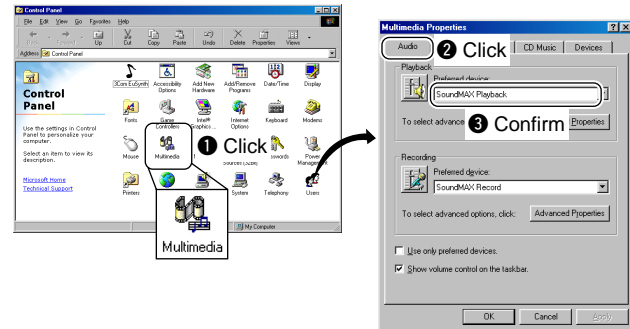 Control Panel
File Edit View Go Favorites Help
Up Cut Copy Paste Undo Delete Properties Views
Address Control Panel
Control
Panel
Use the settings in Control
Panel to personalize your
computer.
Select an item to view its
description.
Microsoft Home
Technical Support
3Com EuSynth Accessibility Options Add New Hardware Add/Remove Programs Date/Time Display
Fonts Game Controllers Intel® Graphics ... Internet Options Keyboard Modems
Mouse Multimedia Power Management
Printers System Telephony Users
❶ Click
Multimedia
My Computer
Multimedia Properties
Audio CD Music Devices
❷ Click
Playback
Preferred device:
SoundMAX Playback
To select advance Properties
❸ Confirm
Recording
Preferred device:
SoundMAX Record
To select advanced options, click: Advanced Properties
Use only preferred devices.
Show volume control on the taskbar.
OK Cancel Apply